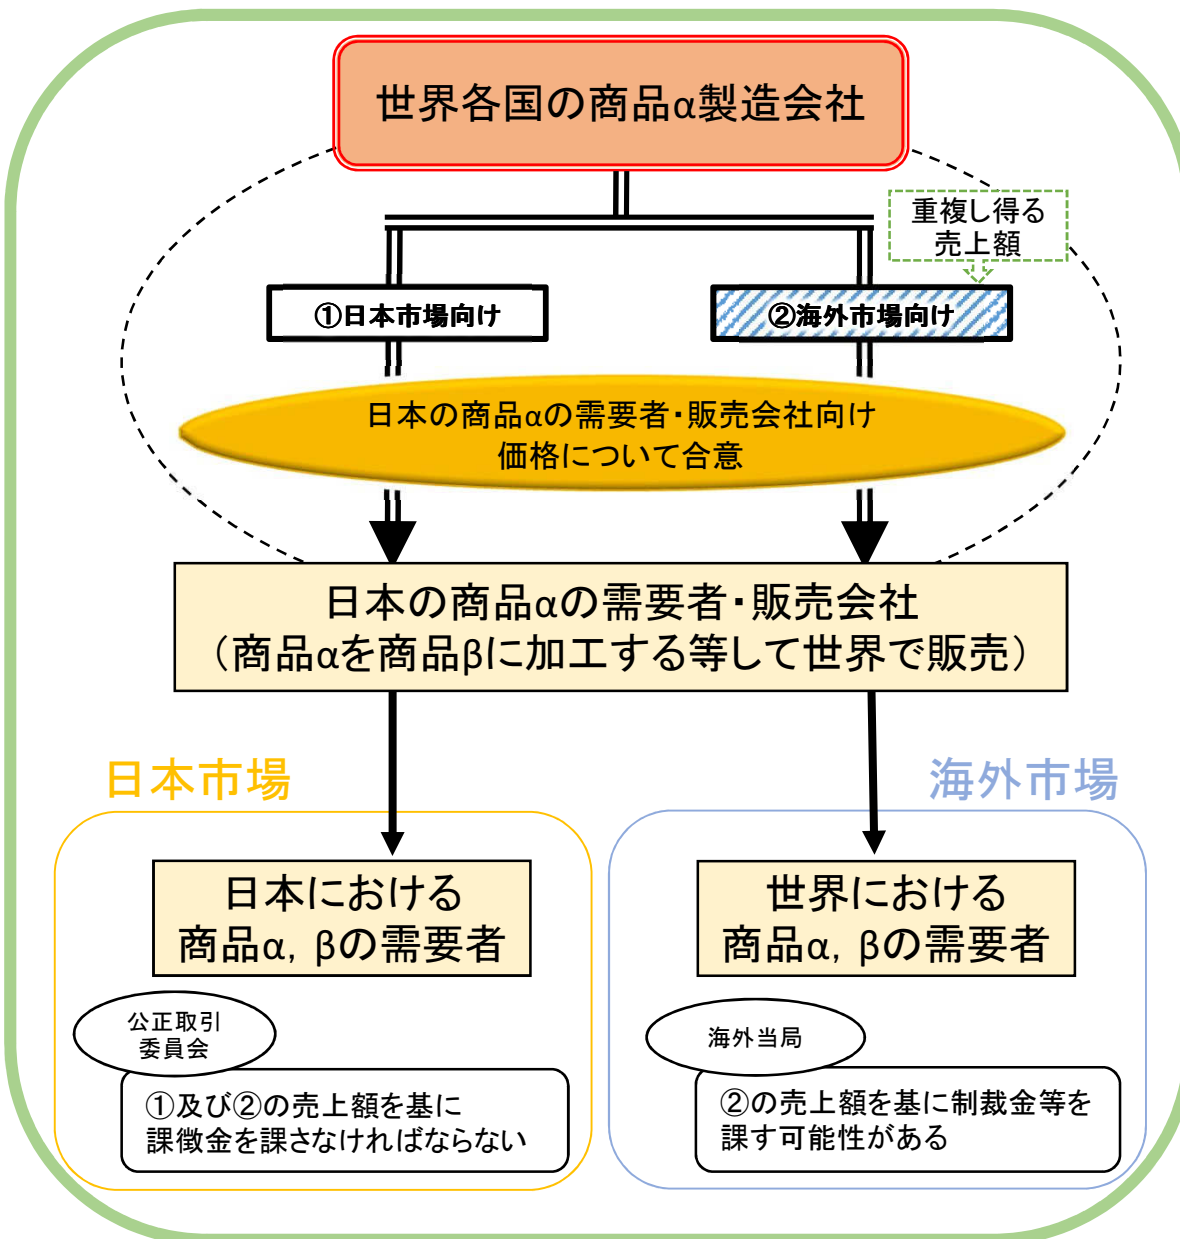 世界各国の商品α製造会社
重複し得る
売上額
①日本市場向け
②海外市場向け
日本の商品αの需要者・販売会社向け
価格について合意
日本の商品αの需要者・販売会社
（商品αを商品βに加工する等して世界で販売）
日本市場
海外市場
日本における
商品α，βの需要者
世界における
商品α，βの需要者
公正取引
委員会
①及び②の売上額を基に
課徴金を課さなければならない
海外当局
②の売上額を基に制裁金等を
課す可能性がある